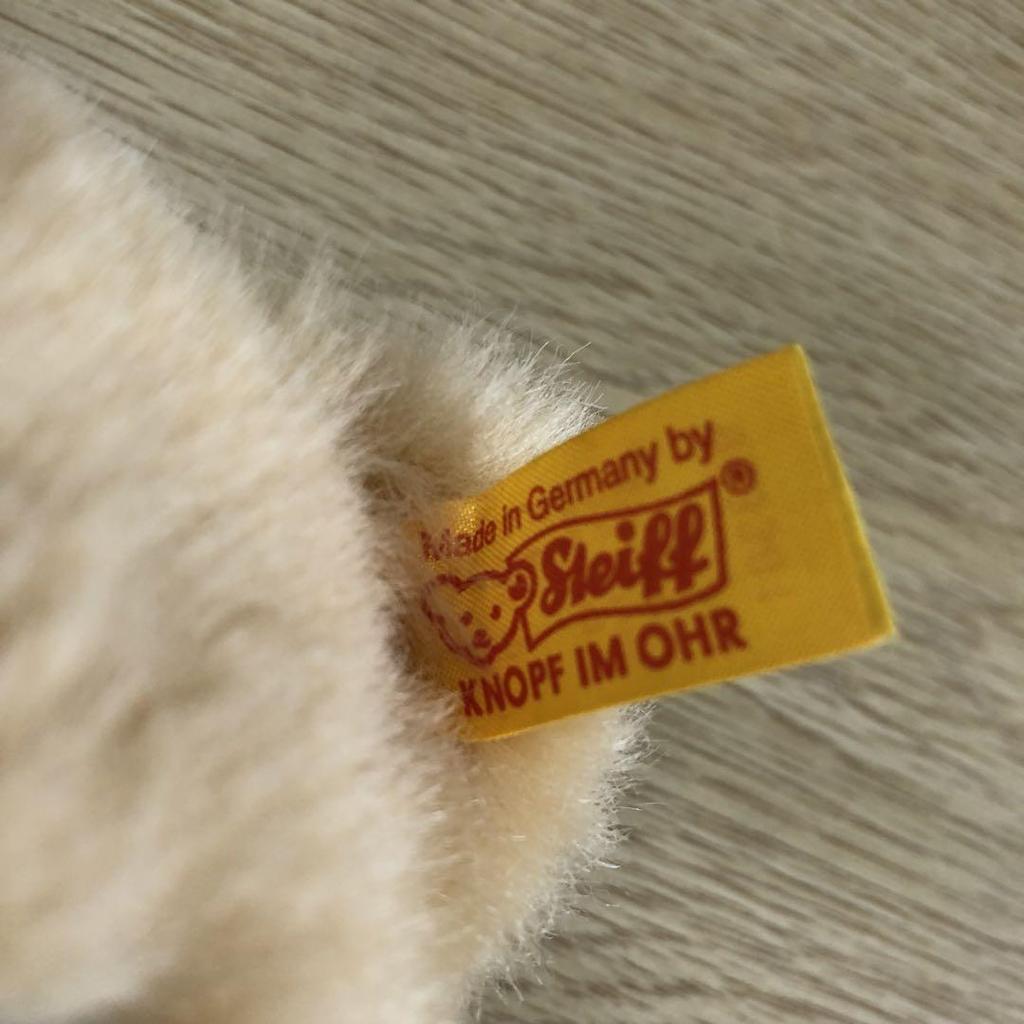 Made in Germany by
Steiff®
KNOPF IM OHR